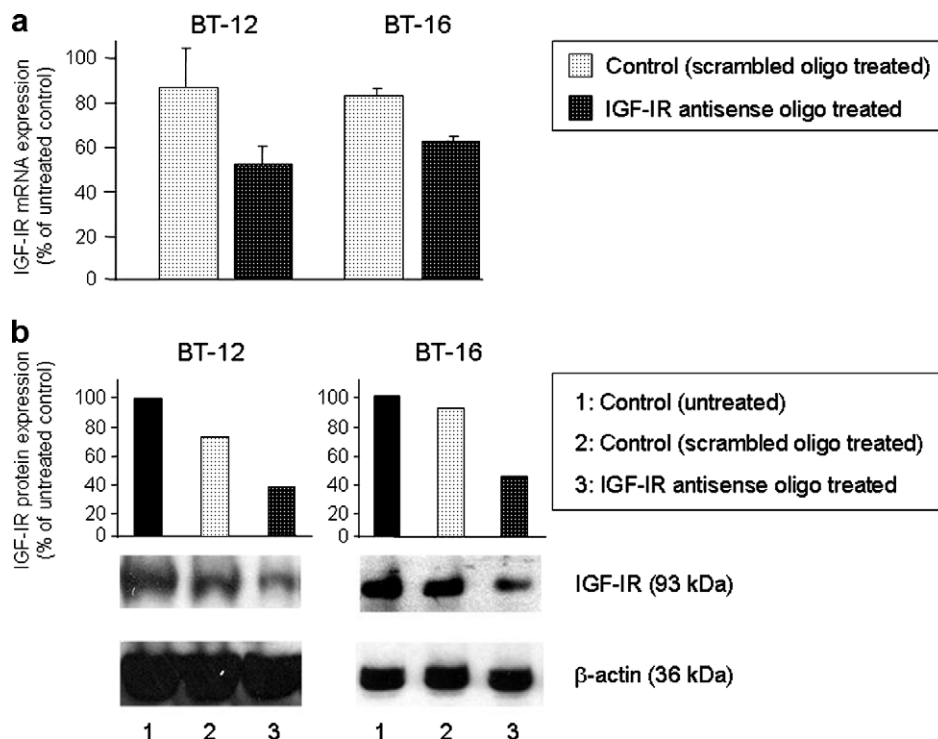 a
BT-12
BT-16
IGF-IR mRNA expression
(% of untreated control)
100
80
60
40
20
0
Control (scrambled oligo treated)
IGF-IR antisense oligo treated
b
BT-12
BT-16
IGF-IR protein expression
(% of untreated control)
100
80
60
40
20
0
100
80
60
40
20
0
1: Control (untreated)
2: Control (scrambled oligo treated)
3: IGF-IR antisense oligo treated
IGF-IR (93 kDa)
β-actin (36 kDa)
1 2 3
1 2 3